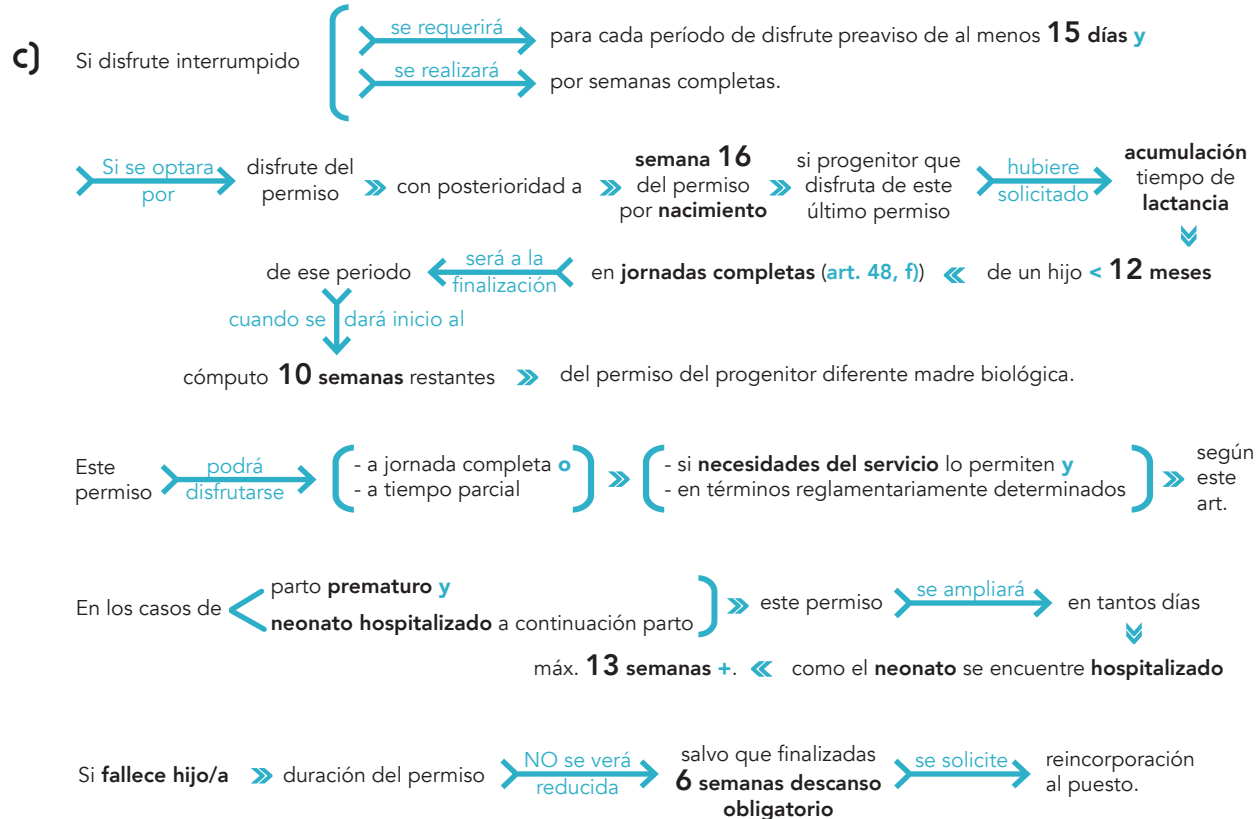 c) Si disfrute interrumpido
se requerirá para cada período de disfrute preaviso de al menos 15 días y
se realizará por semanas completas.
Si se optara
por
disfrute del
permiso
» con posterioridad a »
semana 16
del permiso
por nacimiento
»
si progenitor que
disfruta de este
último permiso
hubiere
solicitado
acumulación
tiempo de
lactancia
de un hijo < 12 meses
« en jornadas completas (art. 48, f))
será a la
finalización
de ese periodo
cuando se dará inicio al
cómputo 10 semanas restantes » del permiso del progenitor diferente madre biológica.
Este
permiso
podrá
disfrutarse
- a jornada completa o
- a tiempo parcial
»
- si necesidades del servicio lo permiten y
- en términos reglamentariamente determinados
»
según
este
art.
En los casos de
parto prematuro y
neonato hospitalizado a continuación parto
» este permiso se ampliará en tantos días
como el neonato se encuentre hospitalizado
« máx. 13 semanas +.
Si fallece hijo/a » duración del permiso
NO se verá
reducida
salvo que finalizadas
6 semanas descanso
obligatorio
se solicite
reincorporación
al puesto.